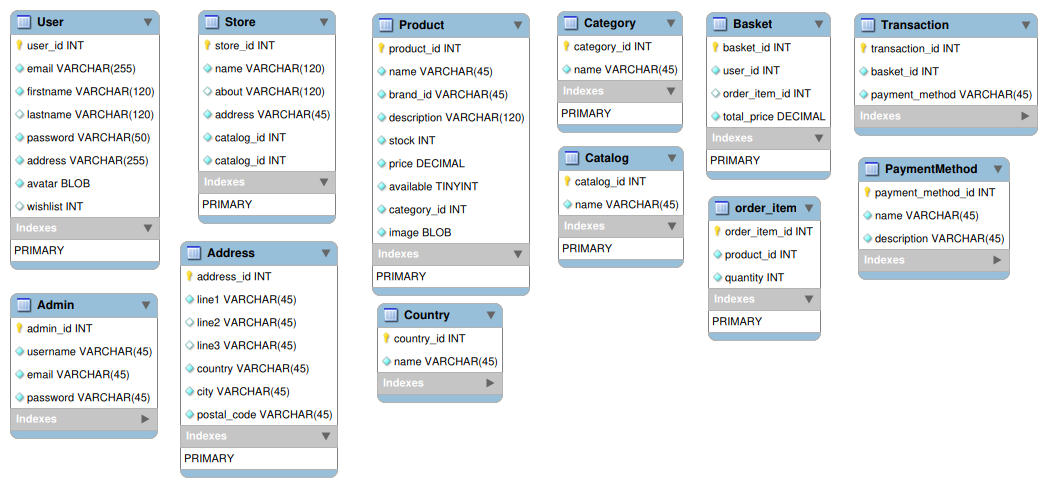 User
user_id INT
email VARCHAR(255)
firstname VARCHAR(120)
lastname VARCHAR(120)
password VARCHAR(50)
address VARCHAR(255)
avatar BLOB
wishlist INT
Indexes
PRIMARY
Admin
admin_id INT
username VARCHAR(45)
email VARCHAR(45)
password VARCHAR(45)
Indexes
Store
store_id INT
name VARCHAR(120)
about VARCHAR(120)
address VARCHAR(45)
catalog_id INT
catalog_id INT
Indexes
PRIMARY
Address
address_id INT
line1 VARCHAR(45)
line2 VARCHAR(45)
line3 VARCHAR(45)
country VARCHAR(45)
city VARCHAR(45)
postal_code VARCHAR(45)
Indexes
PRIMARY
Product
product_id INT
name VARCHAR(45)
brand_id VARCHAR(45)
description VARCHAR(120)
stock INT
price DECIMAL
available TINYINT
category_id INT
image BLOB
Indexes
PRIMARY
Country
country_id INT
name VARCHAR(45)
Indexes
Category
category_id INT
name VARCHAR(45)
Indexes
PRIMARY
Catalog
catalog_id INT
name VARCHAR(45)
Indexes
PRIMARY
Basket
basket_id INT
user_id INT
order_item_id INT
total_price DECIMAL
Indexes
PRIMARY
order_item
order_item_id INT
product_id INT
quantity INT
Indexes
PRIMARY
Transaction
transaction_id INT
basket_id INT
payment_method VARCHAR(45)
Indexes
PaymentMethod
payment_method_id INT
name VARCHAR(45)
description VARCHAR(45)
Indexes